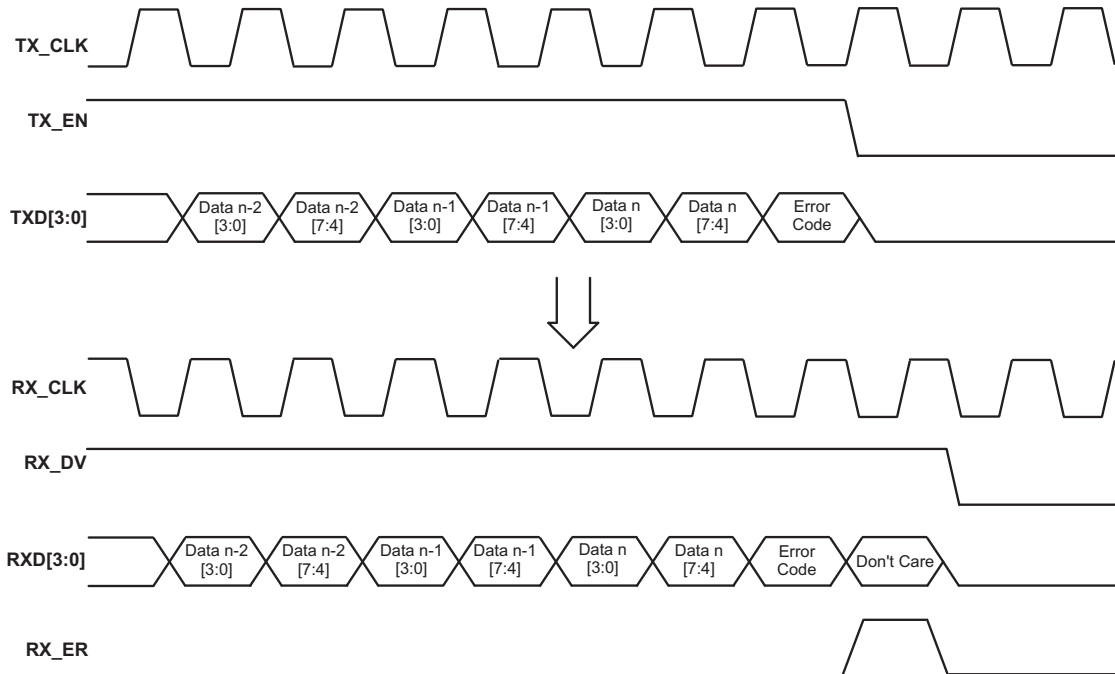 TX_CLK
TX_EN
TXD[3:0]
Data n-2
[3:0]
Data n-2
[7:4]
Data n-1
[3:0]
Data n-1
[7:4]
Data n
[3:0]
Data n
[7:4]
Error
Code
RX_CLK
RX_DV
RXD[3:0]
Data n-2
[3:0]
Data n-2
[7:4]
Data n-1
[3:0]
Data n-1
[7:4]
Data n
[3:0]
Data n
[7:4]
Error
Code
Don't Care
RX_ER